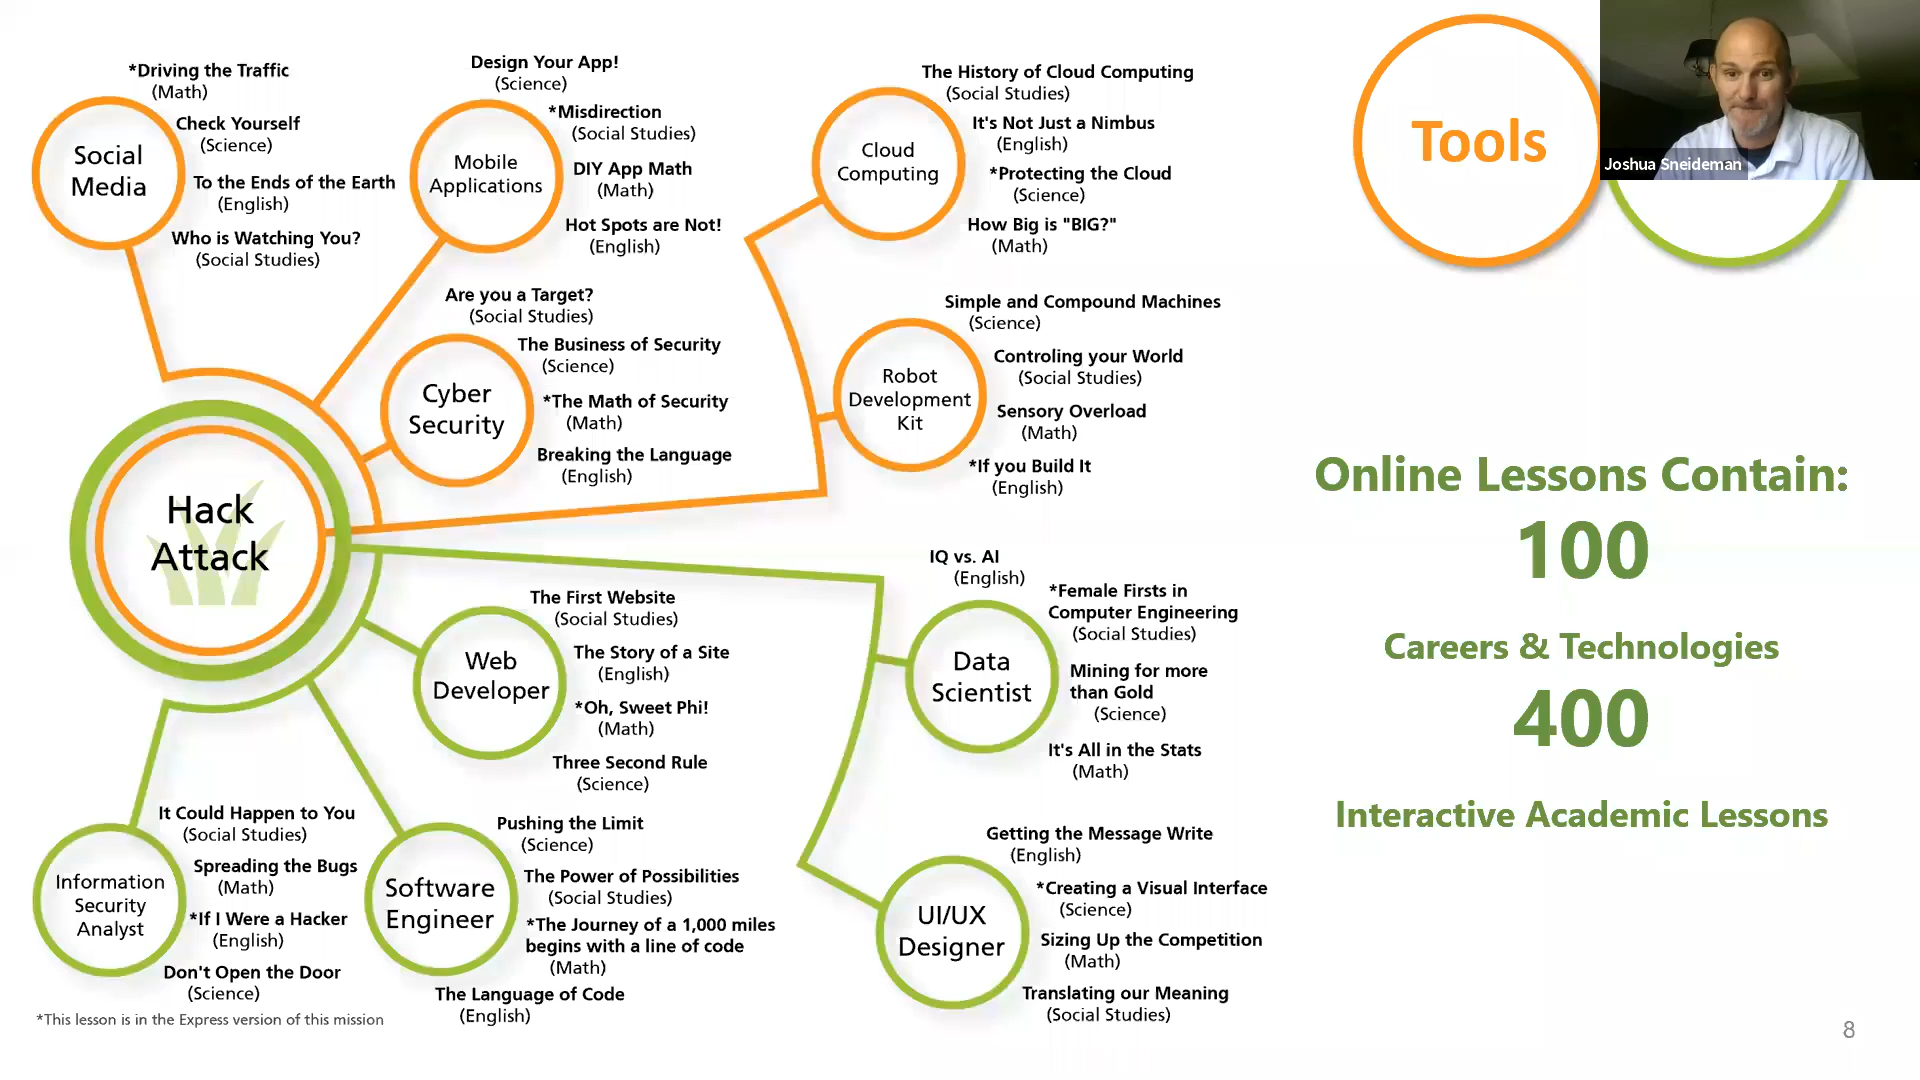 *Driving the Traffic
(Math)
Check Yourself
(Science)
Social
Media
To the Ends of the Earth
(English)
Who is Watching You?
(Social Studies)
Design Your App!
(Science)
*Misdirection
(Social Studies)
Mobile
Applications
DIY App Math
(Math)
Hot Spots are Not!
(English)
The History of Cloud Computing
(Social Studies)
It's Not Just a Nimbus
(English)
Cloud
Computing
*Protecting the Cloud
(Science)
How Big is "BIG?"
(Math)
Are you a Target?
(Social Studies)
The Business of Security
(Science)
Cyber
Security
*The Math of Security
(Math)
Breaking the Language
(English)
Simple and Compound Machines
(Science)
Controling your World
(Social Studies)
Robot
Development
Kit
Sensory Overload
(Math)
*If you Build It
(English)
Hack
Attack
The First Website
(Social Studies)
The Story of a Site
(English)
Web
Developer
*Oh, Sweet Phi!
(Math)
Three Second Rule
(Science)
IQ vs. AI
(English)
*Female Firsts in
Computer Engineering
(Social Studies)
Data
Scientist
Mining for more
than Gold
(Science)
It's All in the Stats
(Math)
It Could Happen to You
(Social Studies)
Spreading the Bugs
(Math)
Information
Security
Analyst
*If I Were a Hacker
(English)
Don't Open the Door
(Science)
Pushing the Limit
(Science)
The Power of Possibilities
(Social Studies)
Software
Engineer
*The Journey of a 1,000 miles
begins with a line of code
(Math)
The Language of Code
(English)
Getting the Message Write
(English)
*Creating a Visual Interface
(Science)
UI/UX
Designer
Sizing Up the Competition
(Math)
Translating our Meaning
(Social Studies)
*This lesson is in the Express version of this mission
Tools
Joshua Sneideman
Online Lessons Contain:
100
Careers & Technologies
400
Interactive Academic Lessons
8